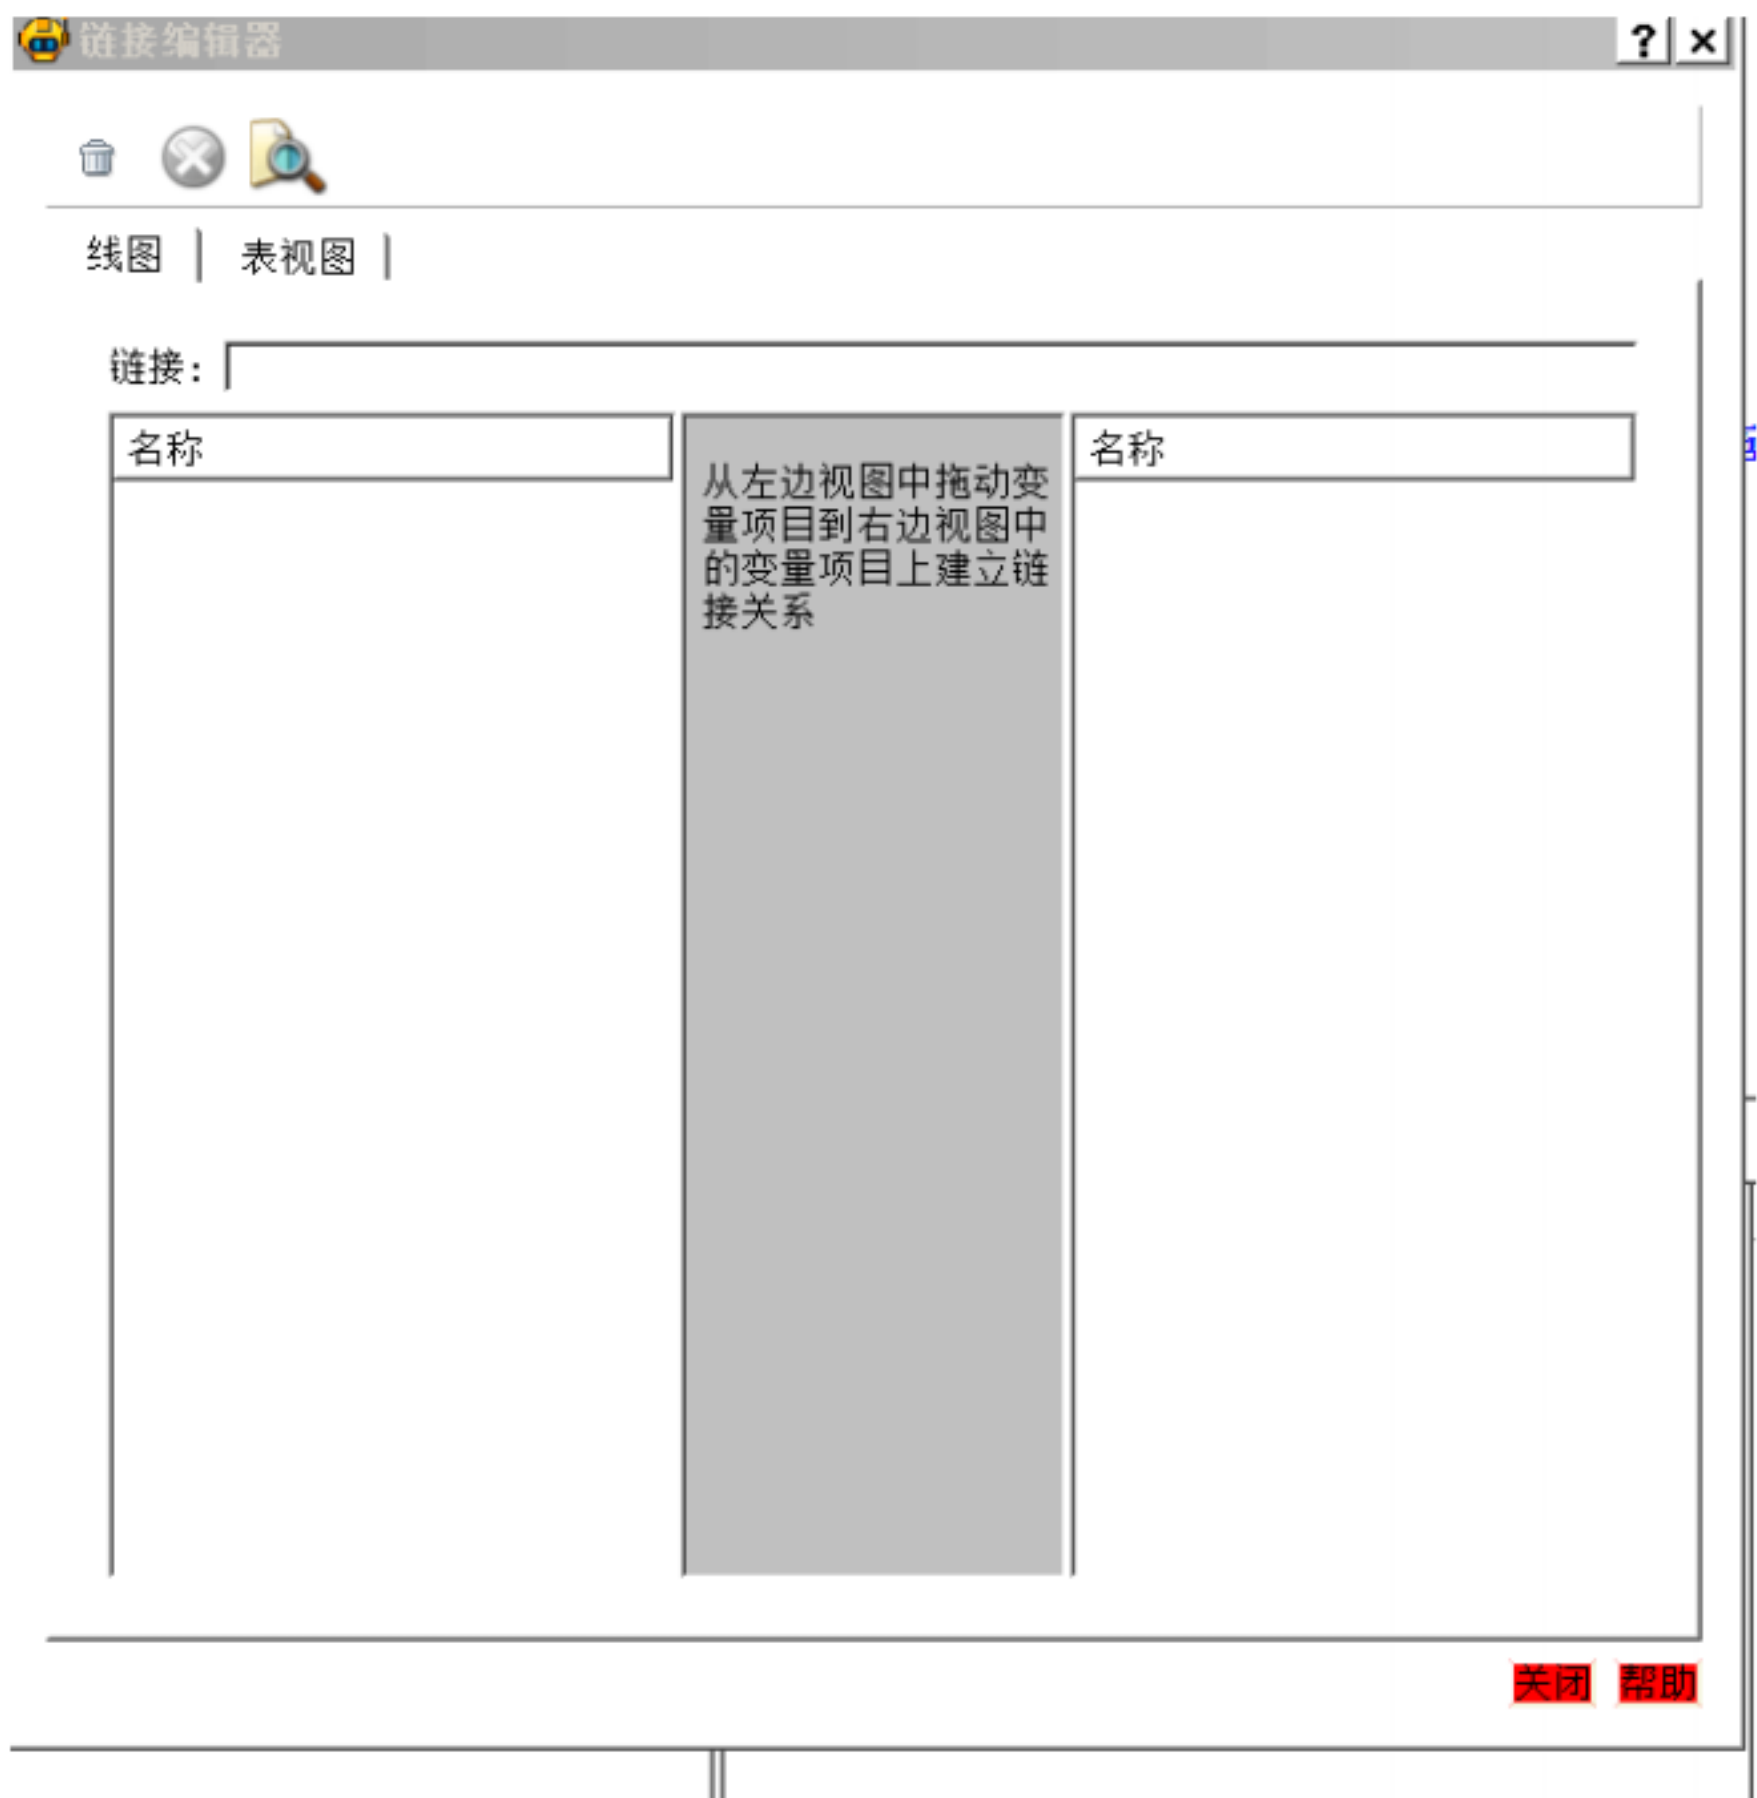 链接编辑器
线图
表视图
链接:
名称
从左边视图中拖动变
量项目到右边视图中
的变量项目上建立链
接关系
名称
关闭 帮助